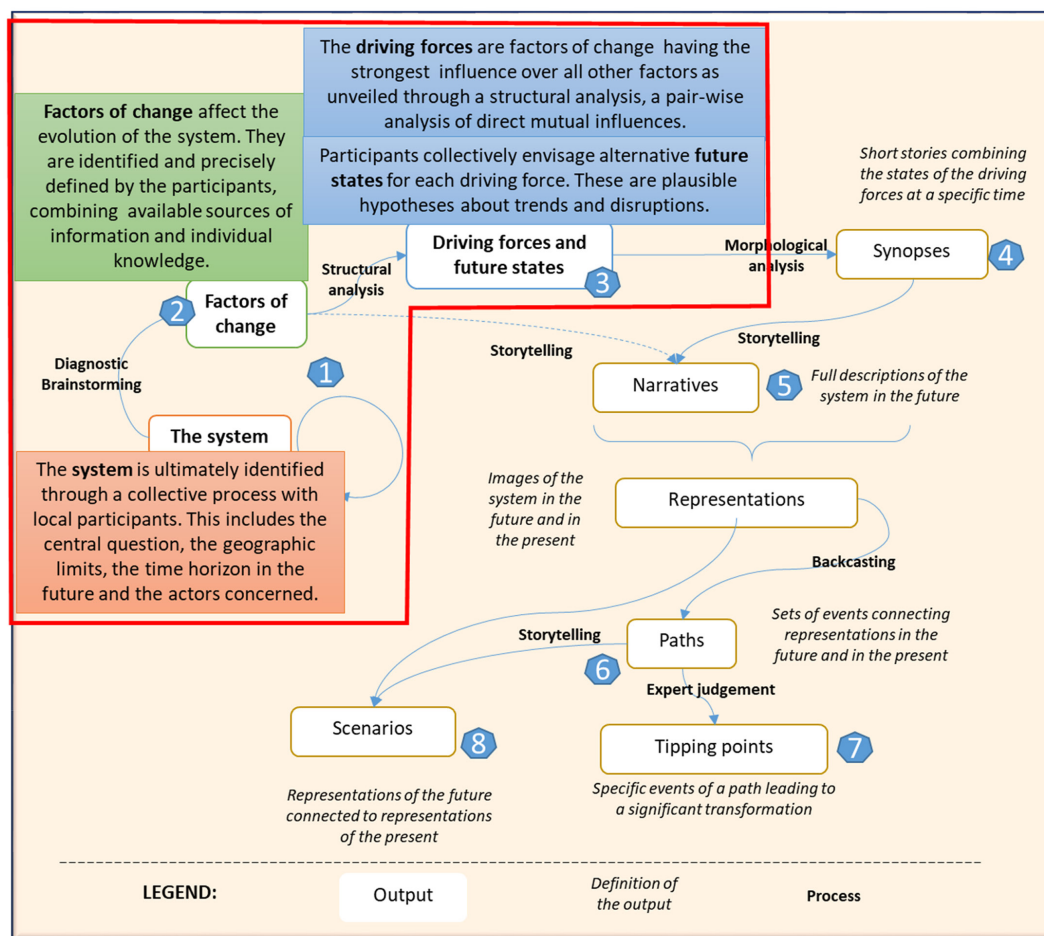 The driving forces are factors of change having the
strongest influence over all other factors as
unveiled through a structural analysis, a pair-wise
analysis of direct mutual influences.
Participants collectively envisage alternative future
states for each driving force. These are plausible
hypotheses about trends and disruptions.
Factors of change affect the
evolution of the system. They
are identified and precisely
defined by the participants,
combining available sources of
information and individual
knowledge.
Short stories combining
the states of the driving
forces at a specific time
Driving forces and
future states
3
Structural
analysis
Morphological
analysis
Synopses
4
2
Factors of
change
Storytelling
Storytelling
Diagnostic
Brainstorming
1
Narratives
5
Full descriptions of the
system in the future
The system
The system is ultimately identified
through a collective process with
local participants. This includes the
central question, the geographic
limits, the time horizon in the
future and the actors concerned.
Images of the
system in the
future and in
the present
Representations
Backcasting
Storytelling
Paths
6
Sets of events connecting
representations in the
future and in the present
Expert judgement
Scenarios
8
Tipping points
7
Representations of the future
connected to representations
of the present
Specific events of a path leading to
a significant transformation
LEGEND:
Output
Definition of
the output
Process